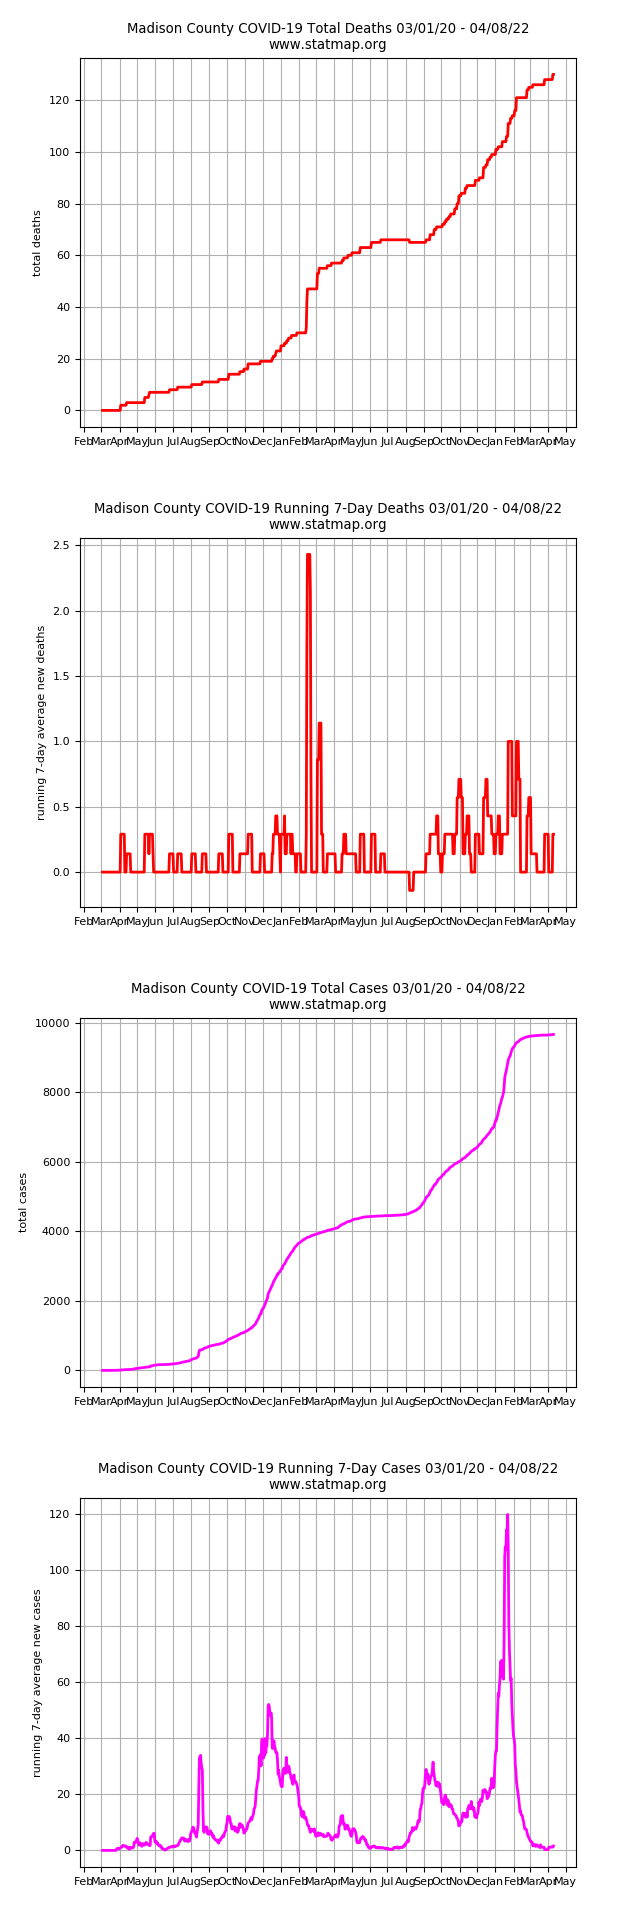 Madison County COVID-19 Total Deaths 03/01/20 - 04/08/22
www.statmap.org
total deaths
120
100
80
60
40
20
0
Feb Mar Apr May Jun Jul Aug Sep Oct Nov Dec Jan Feb Mar Apr May Jun Jul Aug Sep Oct Nov Dec Jan Feb Mar Apr May
Madison County COVID-19 Running 7-Day Deaths 03/01/20 - 04/08/22
www.statmap.org
running 7-day average new deaths
2.5
2.0
1.5
1.0
0.5
0.0
Feb Mar Apr May Jun Jul Aug Sep Oct Nov Dec Jan Feb Mar Apr May Jun Jul Aug Sep Oct Nov Dec Jan Feb Mar Apr May
Madison County COVID-19 Total Cases 03/01/20 - 04/08/22
www.statmap.org
total cases
10000
8000
6000
4000
2000
0
Feb Mar Apr May Jun Jul Aug Sep Oct Nov Dec Jan Feb Mar Apr May Jun Jul Aug Sep Oct Nov Dec Jan Feb Mar Apr May
Madison County COVID-19 Running 7-Day Cases 03/01/20 - 04/08/22
www.statmap.org
running 7-day average new cases
120
100
80
60
40
20
0
Feb Mar Apr May Jun Jul Aug Sep Oct Nov Dec Jan Feb Mar Apr May Jun Jul Aug Sep Oct Nov Dec Jan Feb Mar Apr May